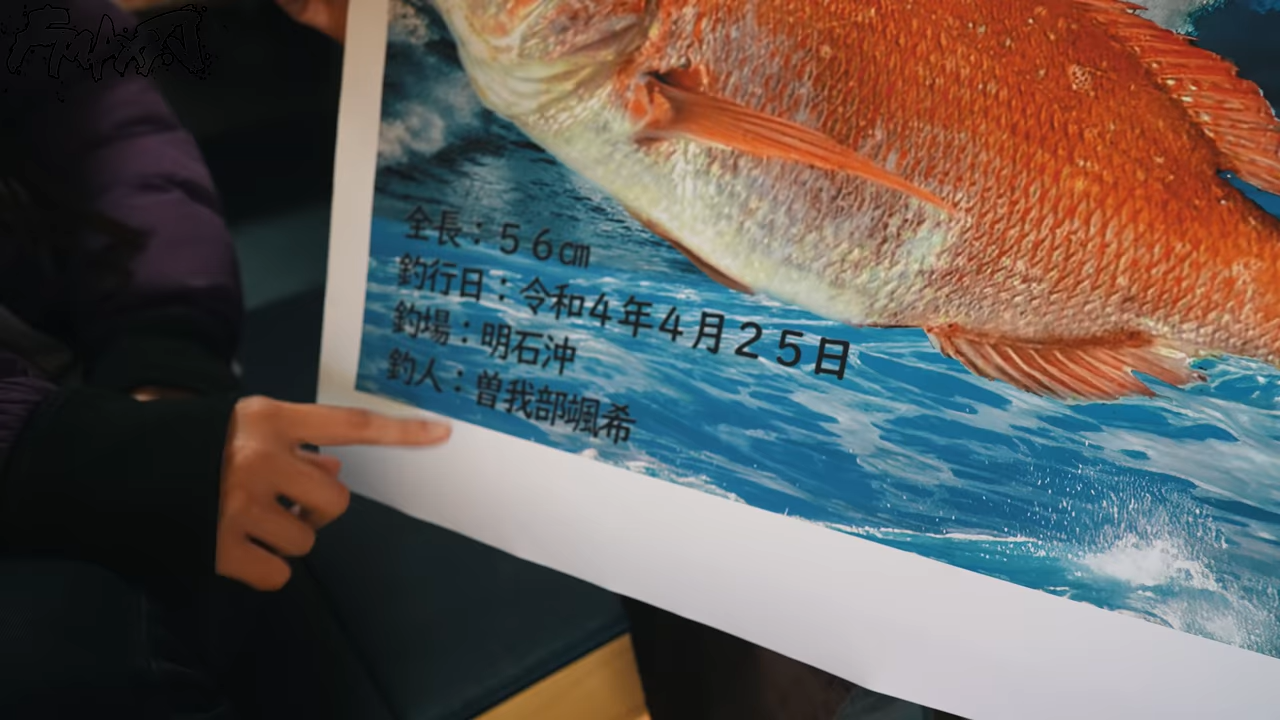 全長：５６㎝
釣行日：令和４年４月２５日
釣場：明石沖
釣人：曽我部颯希